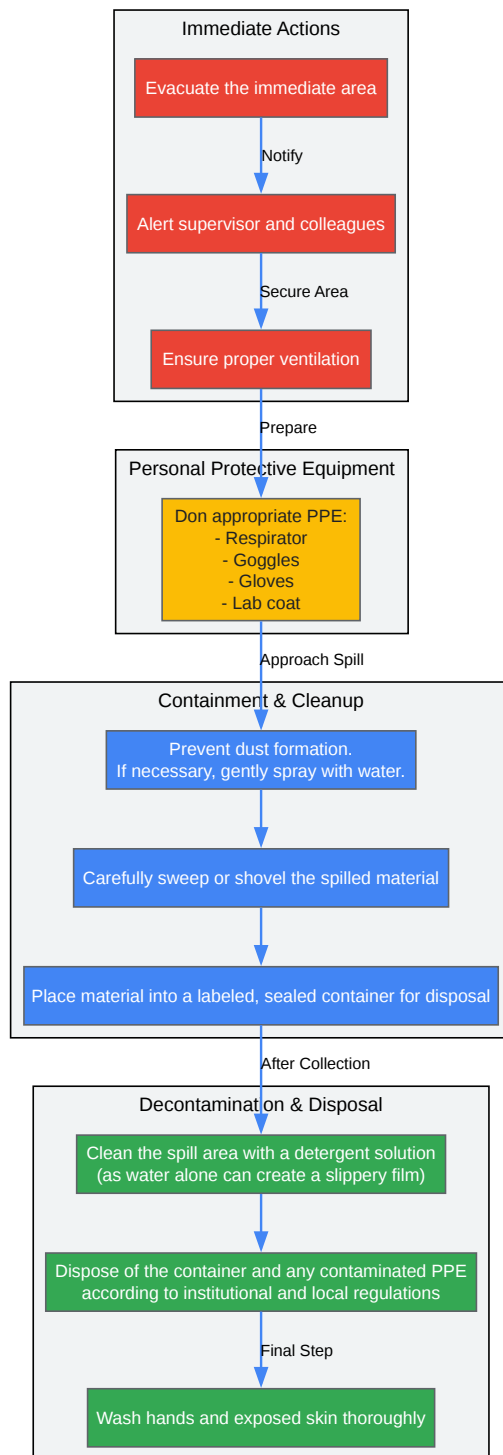 Immediate Actions
Evacuate the immediate area
Notify
Alert supervisor and colleagues
Secure Area
Ensure proper ventilation
Prepare
Personal Protective Equipment
Don appropriate PPE:
- Respirator
- Goggles
- Gloves
- Lab coat
Approach Spill
Containment & Cleanup
Prevent dust formation.
If necessary, gently spray with water.
Carefully sweep or shovel the spilled material
Place material into a labeled, sealed container for disposal
After Collection
Decontamination & Disposal
Clean the spill area with a detergent solution
(as water alone can create a slippery film)
Dispose of the container and any contaminated PPE
according to institutional and local regulations
Final Step
Wash hands and exposed skin thoroughly